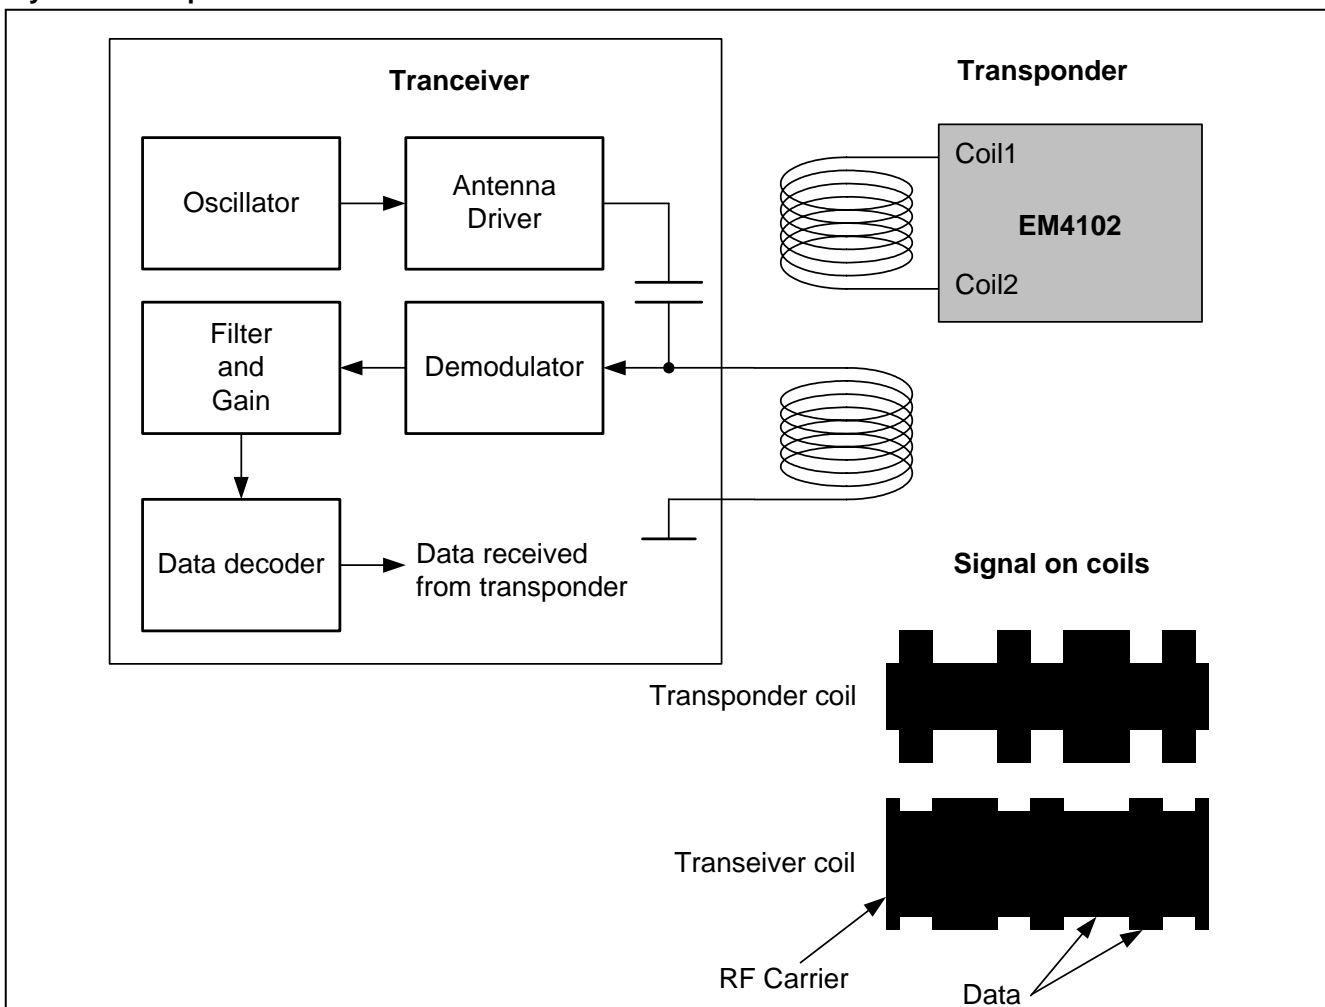 Tranceiver
Transponder
Oscillator
Antenna
Driver
Coil1
EM4102
Coil2
Filter
and
Gain
Demodulator
Data decoder
Data received
from transponder
Signal on coils
Transponder coil
Transeiver coil
RF Carrier
Data